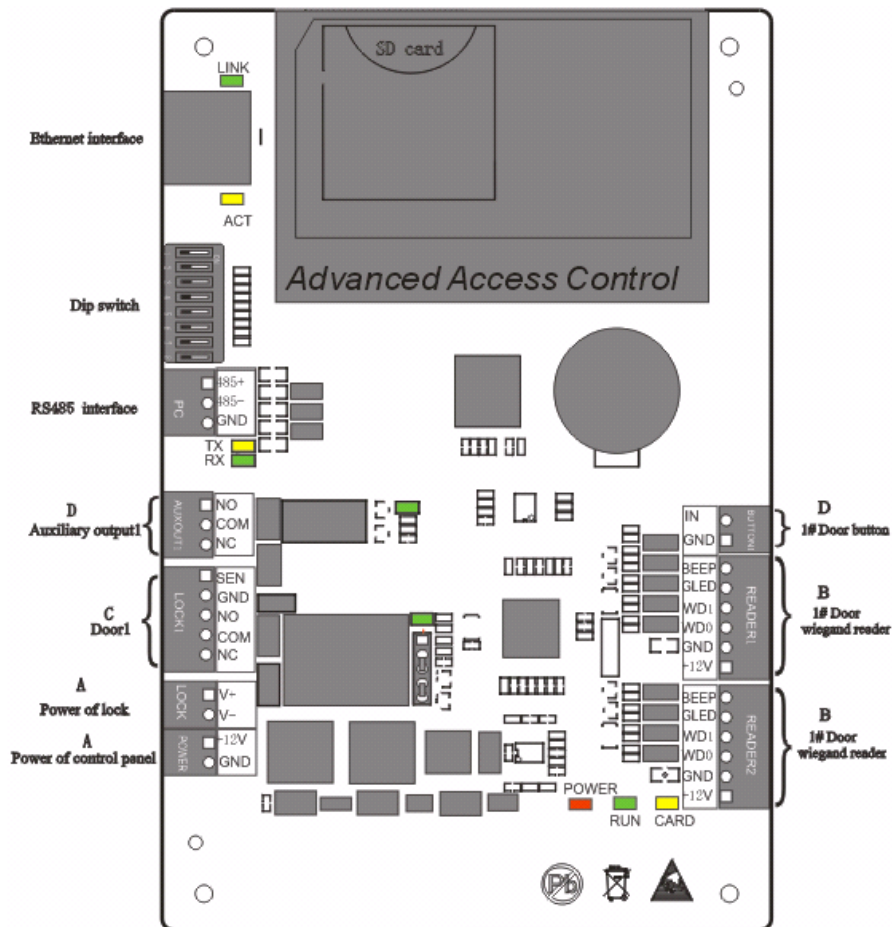 SD card
LINK
Ethernet interface
ACT
Advanced Access Control
Dip switch
RS485 interface
PC
485+
485-
GND
TX
RX
D
Auxiliary output1
AUXOUT1
NO
COM
NC
C
Door1
LOCK1
SEN
GND
NO
COM
NC
A
Power of lock
LOCK
V+
V-
A
Power of control panel
POWER
-12V
GND
IN
GND
BUTTON1
D
1# Door button
BEEP
GLED
WD1
WD0
GND
-12V
READER1
B
1# Door
wiegand reader
BEEP
GLED
WD1
WD0
GND
-12V
READER2
B
1# Door
wiegand reader
POWER
RUN
CARD
Pb